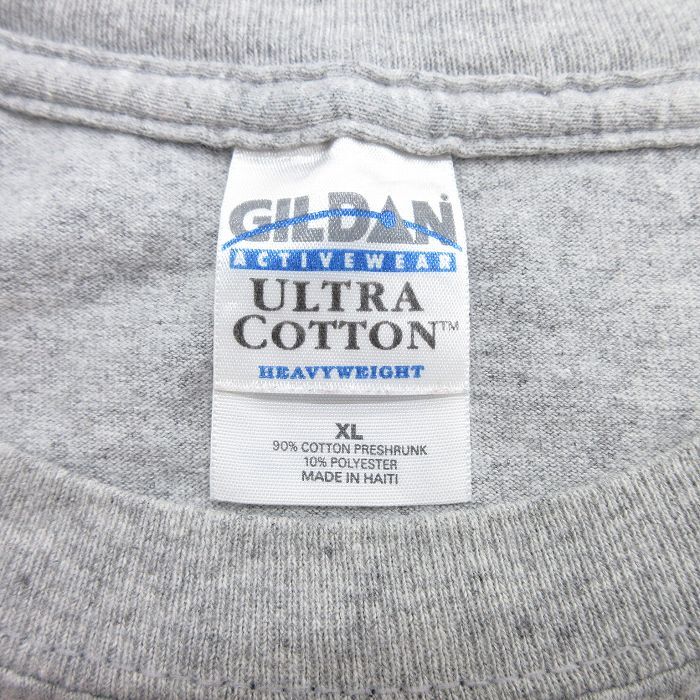 GILDAN®
ACTIVEWEAR
ULTRA
COTTON™
HEAVYWEIGHT
XL
90% COTTON PRESHRUNK
10% POLYESTER
MADE IN HAITI